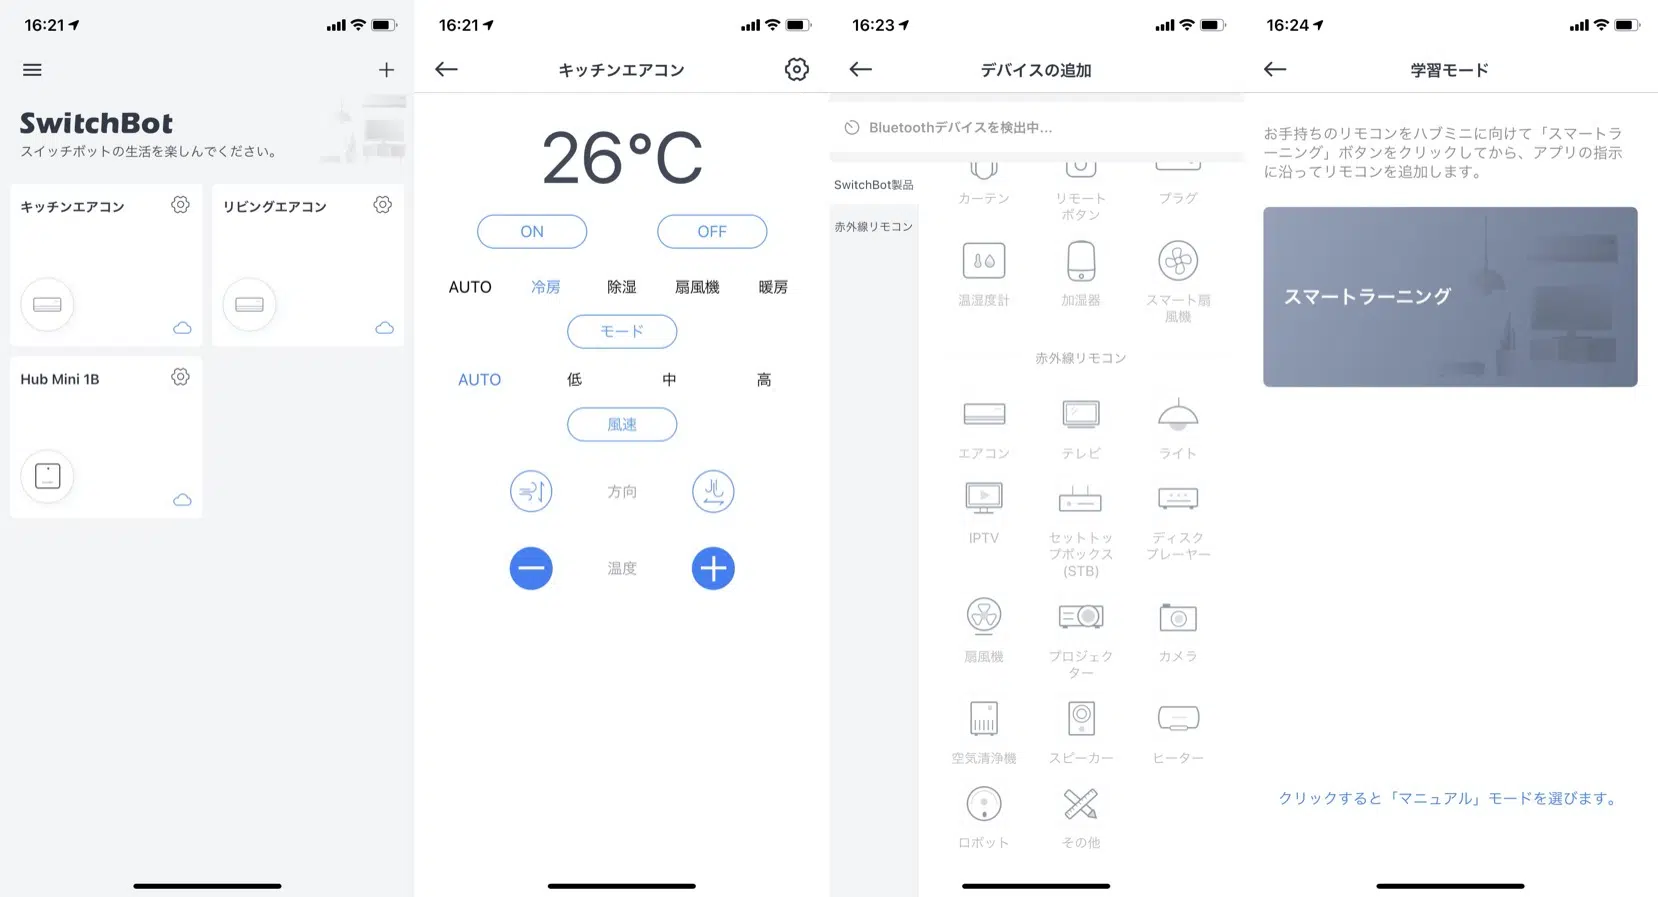 16:21
SwitchBot
スイッチボットの生活を楽しんでください。
キッチンエアコン
リビングエアコン
Hub Mini 1B
16:21
キッチンエアコン
26°C
ON
OFF
AUTO
冷房
除湿
扇風機
暖房
モード
AUTO
低
中
高
風速
方向
温度
16:23
デバイスの追加
Bluetoothデバイスを検出中...
SwitchBot製品
赤外線リモコン
カーテン
リモート
ボタン
プラグ
温湿度計
加湿器
スマート扇
風機
赤外線リモコン
エアコン
テレビ
ライト
IPTV
セットトッ
プボックス
(STB)
ディスク
プレーヤー
扇風機
プロジェク
ター
カメラ
空気清浄機
スピーカー
ヒーター
ロボット
その他
16:24
学習モード
お手持ちのリモコンをハブミニに向けて「スマートラ
ーニング」ボタンをクリックしてから、アプリの指示
に沿ってリモコンを追加します。
スマートラーニング
クリックすると「マニュアル」モードを選びます。